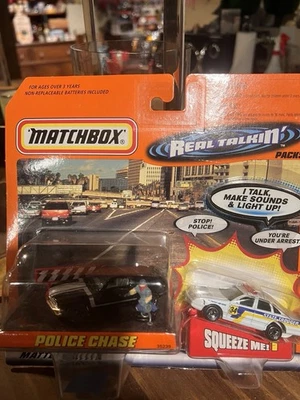 FOR AGES OVER 3 YEARS
NON-REPLACEABLE BATTERIES INCLUDED
MATCHBOX
REAL TALKIN'
PACK
I TALK,
MAKE SOUNDS
& LIGHT UP!
STOP!
POLICE!
YOU'RE
UNDER ARREST
POLICE CHASE
SQUEEZE ME!